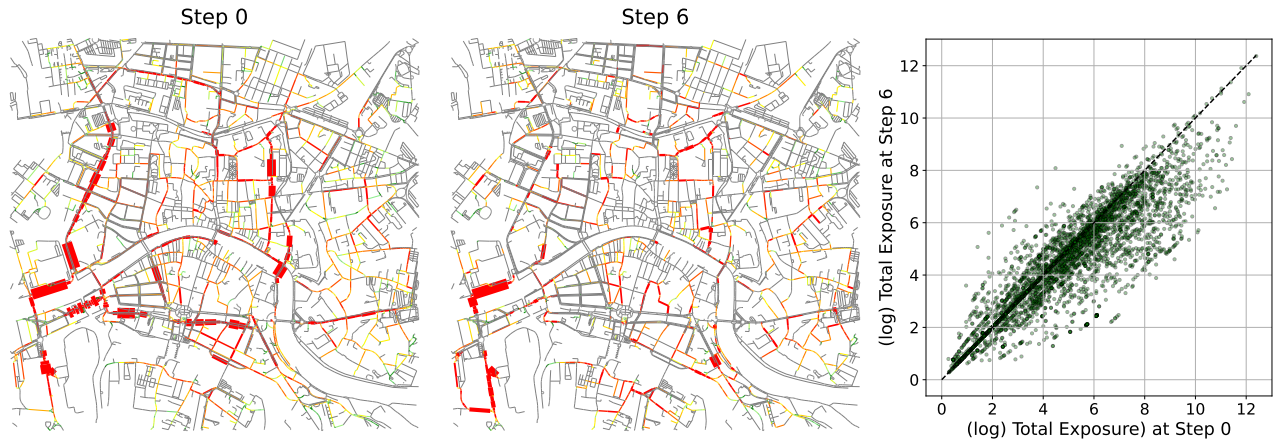 Step 0
Step 6
(log) Total Exposure at Step 6
12
10
8
6
4
2
0
0 2 4 6 8 10 12
(log) Total Exposure) at Step 0